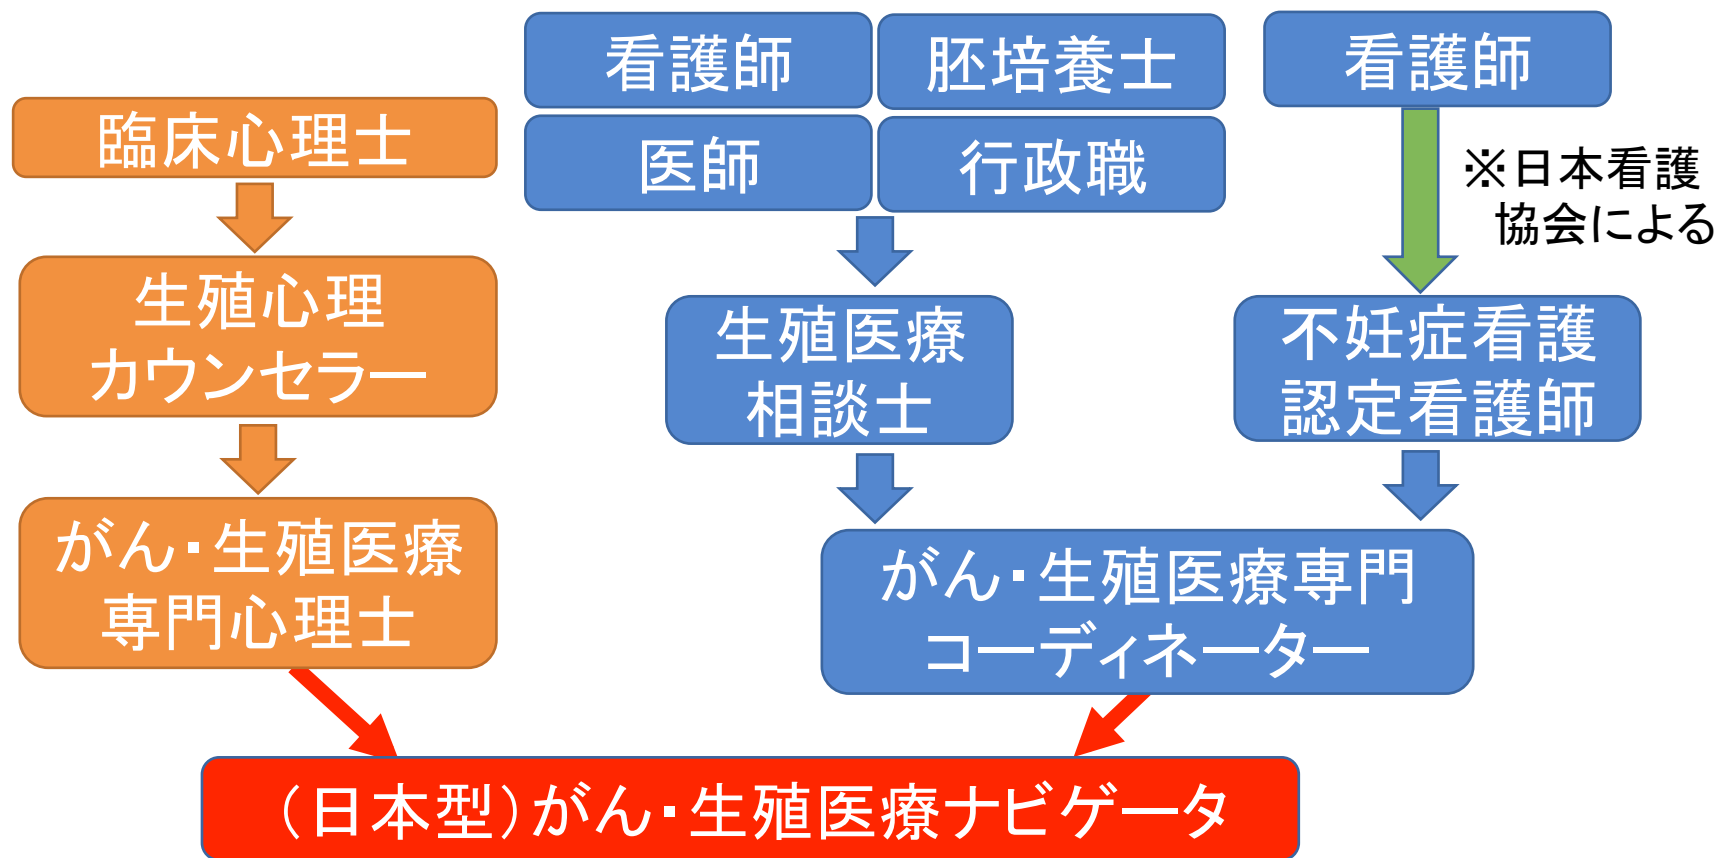 看護師
胚培養士
看護師
臨床心理士
医師
行政職
※日本看護
協会による
生殖心理
カウンセラー
生殖医療
相談士
不妊症看護
認定看護師
がん・生殖医療
専門心理士
がん・生殖医療専門
コーディネーター
（日本型）がん・生殖医療ナビゲータ